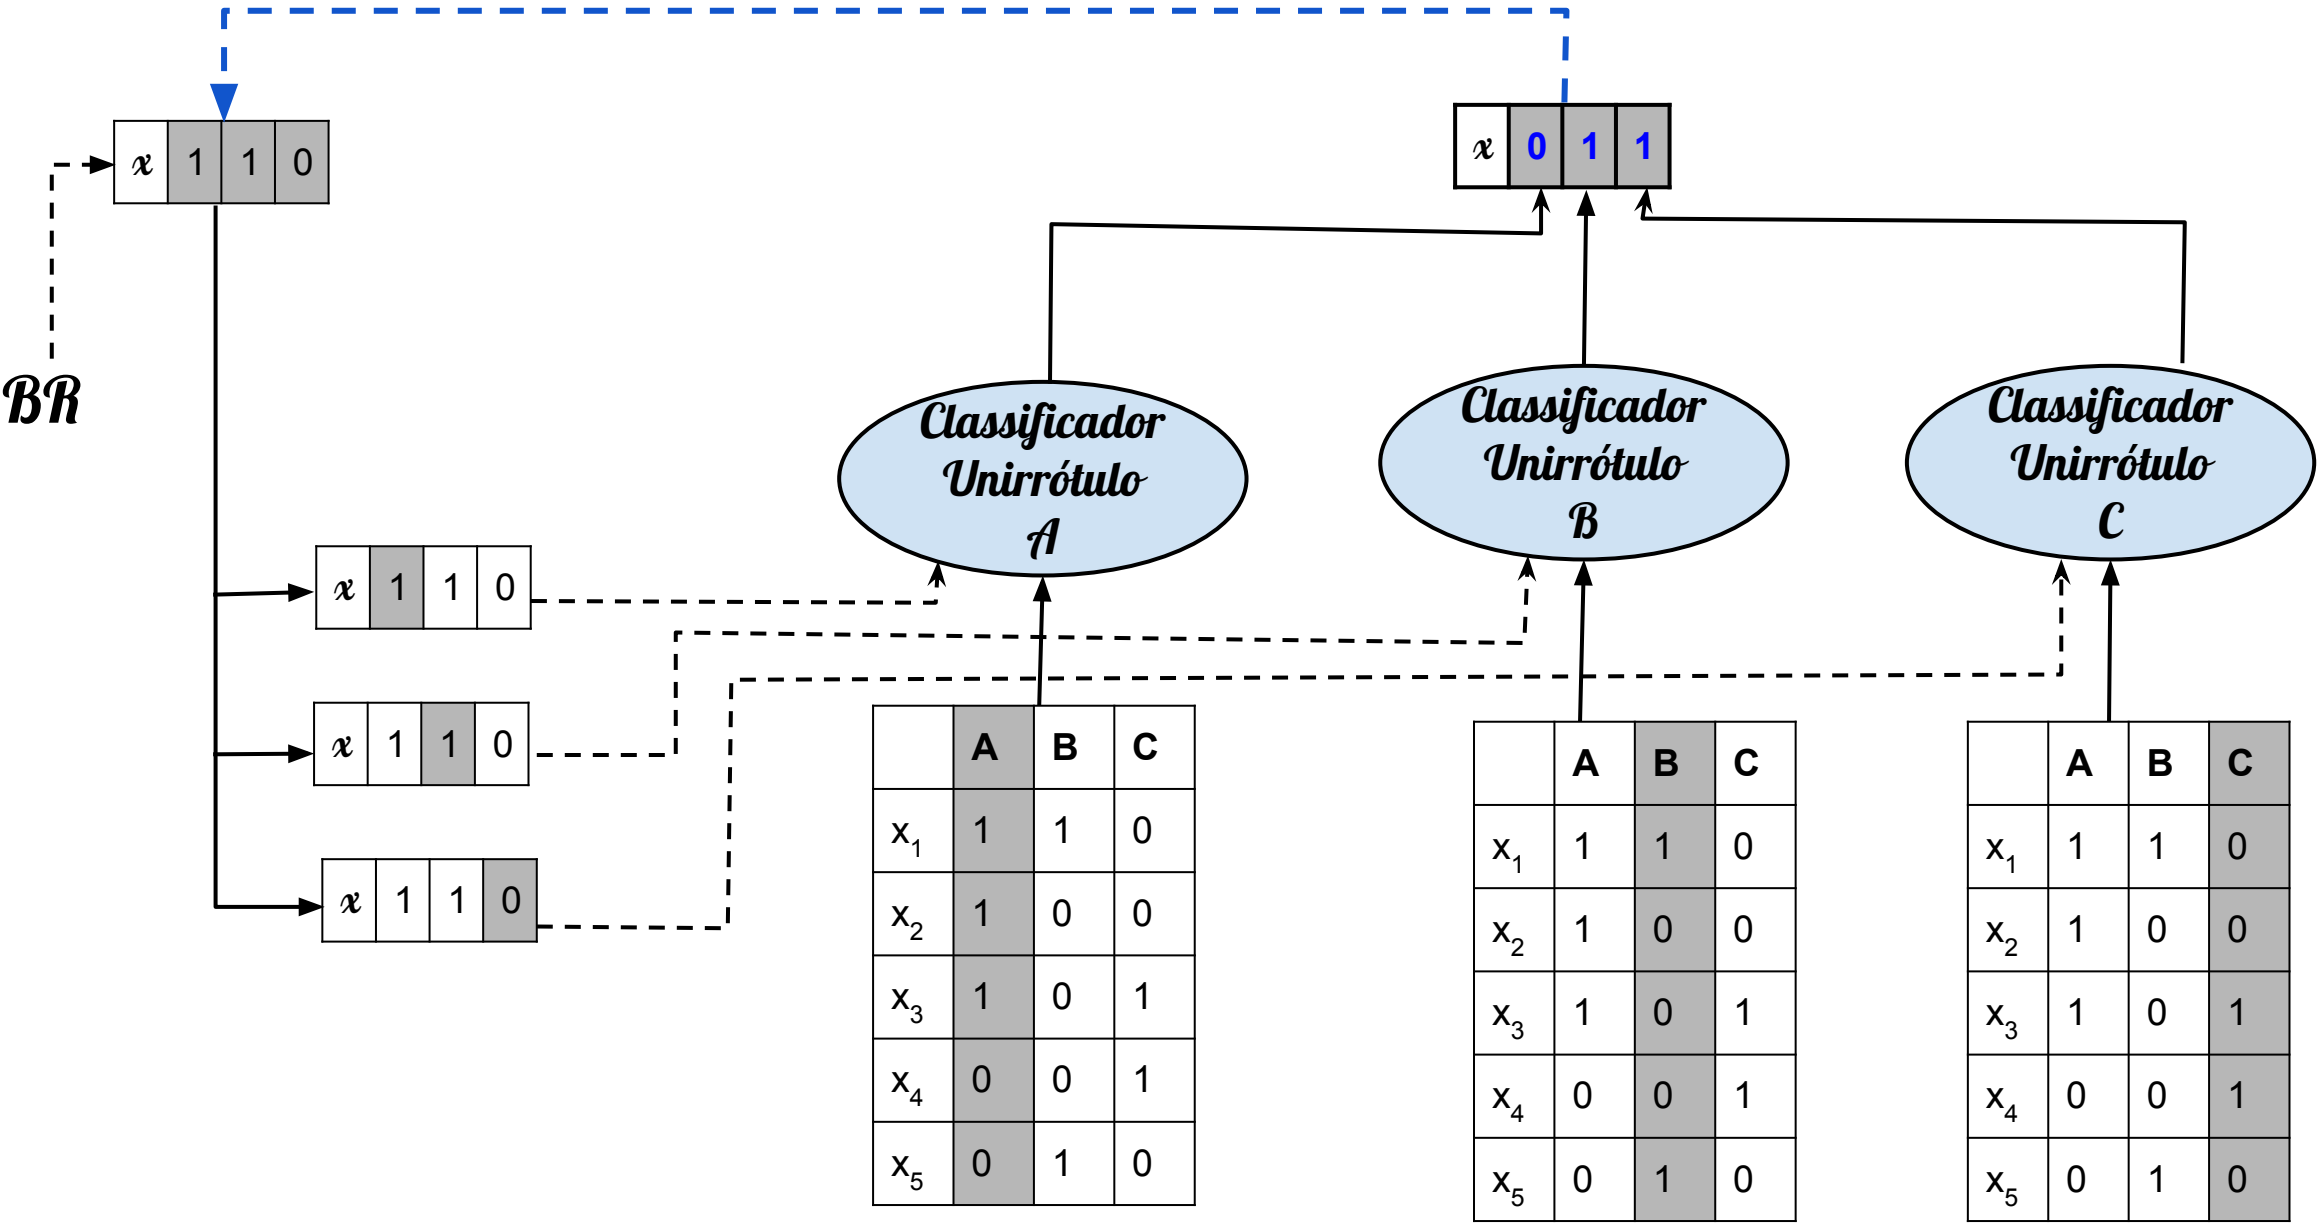 x 0 1 1
x 1 1 0
BR
Classificador
Unirrótulo
A
Classificador
Unirrótulo
B
Classificador
Unirrótulo
C
x 1 1 0
x 1 1 0
x 1 1 0
A B C
x1 1 1 0
x2 1 0 0
x3 1 0 1
x4 0 0 1
x5 0 1 0
A B C
x1 1 1 0
x2 1 0 0
x3 1 0 1
x4 0 0 1
x5 0 1 0
A B C
x1 1 1 0
x2 1 0 0
x3 1 0 1
x4 0 0 1
x5 0 1 0